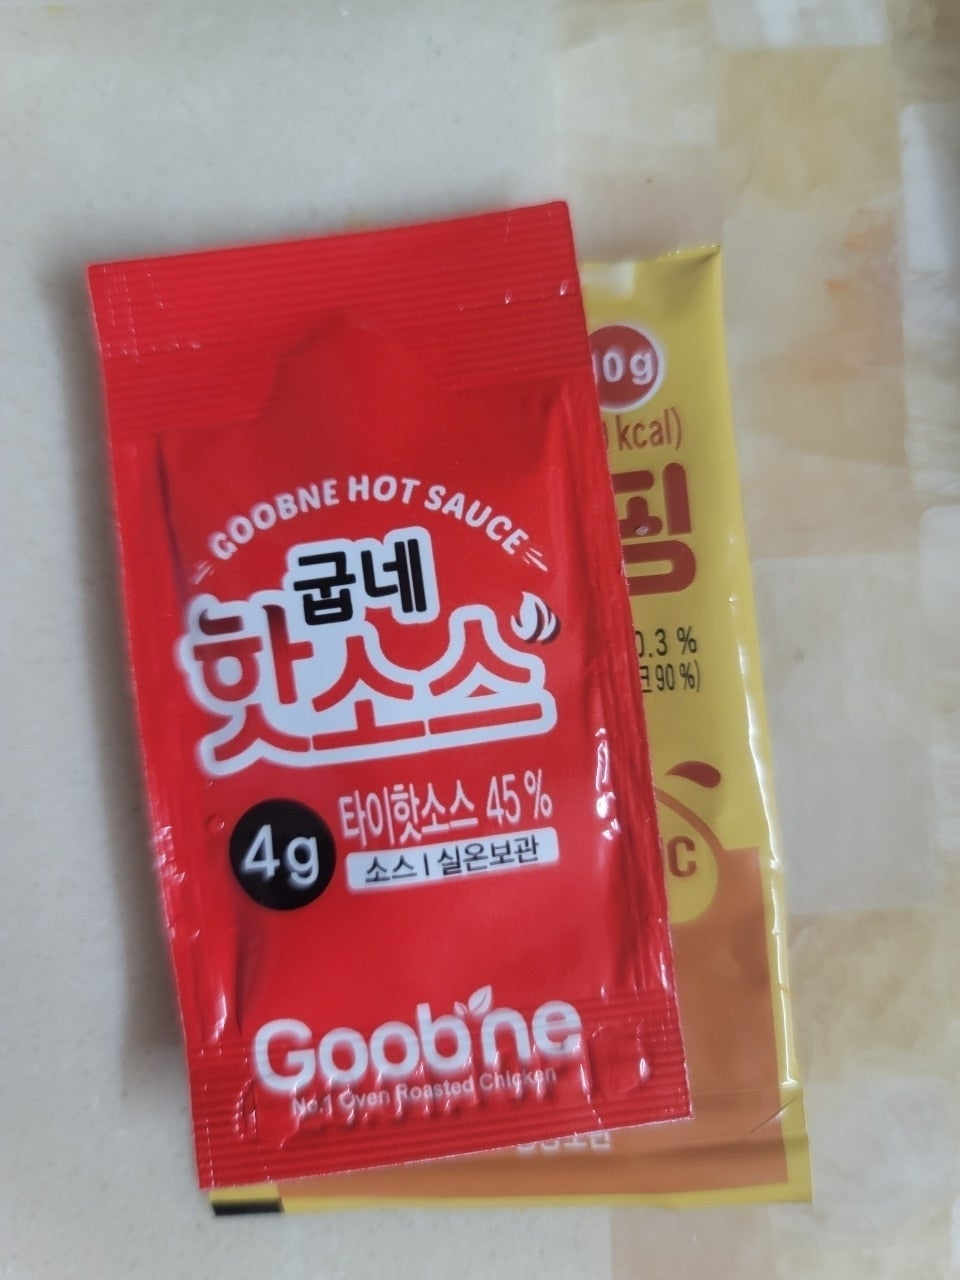 GOOBNE HOT SAUCE
굽네
핫소스
4g
타이핫소스 45%
소스 | 실온보관
Goobne
No.1 Oven Roasted Chicken
10g
kcal)
핑
0.3 %
90 %)